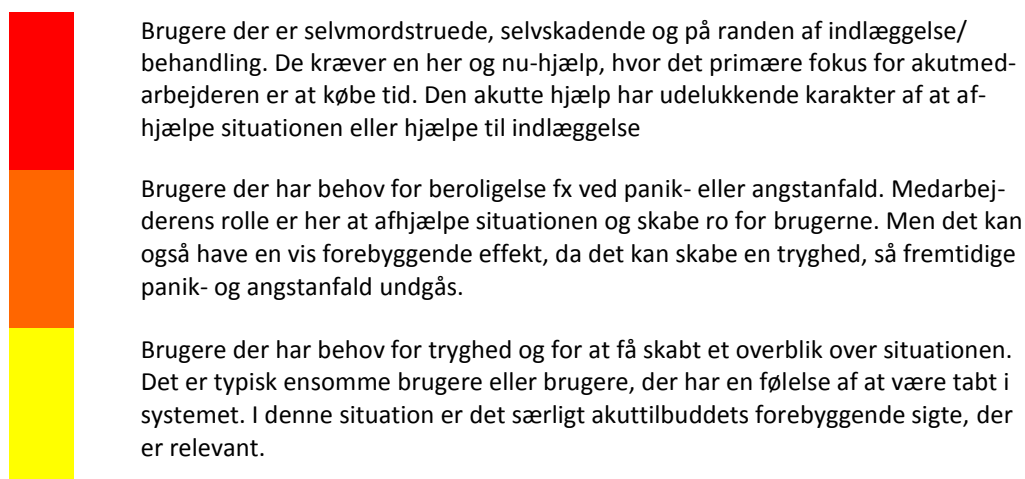 Brugere der er selvmordstruede, selvskadende og på randen af indlæggelse/
behandling. De kræver en her og nu-hjælp, hvor det primære fokus for akutmed-
arbejderen er at købe tid. Den akutte hjælp har udelukkende karakter af at af-
hjælpe situationen eller hjælpe til indlæggelse
Brugere der har behov for beroligelse fx ved panik- eller angstanfald. Medarbej-
derens rolle er her at afhjælpe situationen og skabe ro for brugerne. Men det kan
også have en vis forebyggende effekt, da det kan skabe en tryghed, så fremtidige
panik- og angstanfald undgås.
Brugere der har behov for tryghed og for at få skabt et overblik over situationen.
Det er typisk ensomme brugere eller brugere, der har en følelse af at være tabt i
systemet. I denne situation er det særligt akuttilbuddets forebyggende sigte, der
er relevant.